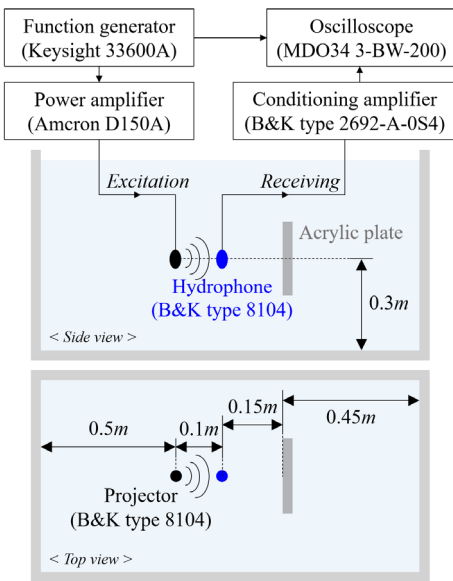 Function generator
(Keysight 33600A)
Oscilloscope
(MDO34 3-BW-200)
Power amplifier
(Amcron D150A)
Conditioning amplifier
(B&K type 2692-A-0S4)
Excitation
Receiving
Acrylic plate
Hydrophone
(B&K type 8104)
0.3m
< Side view >
0.15m
0.45m
0.5m
0.1m
Projector
(B&K type 8104)
< Top view >